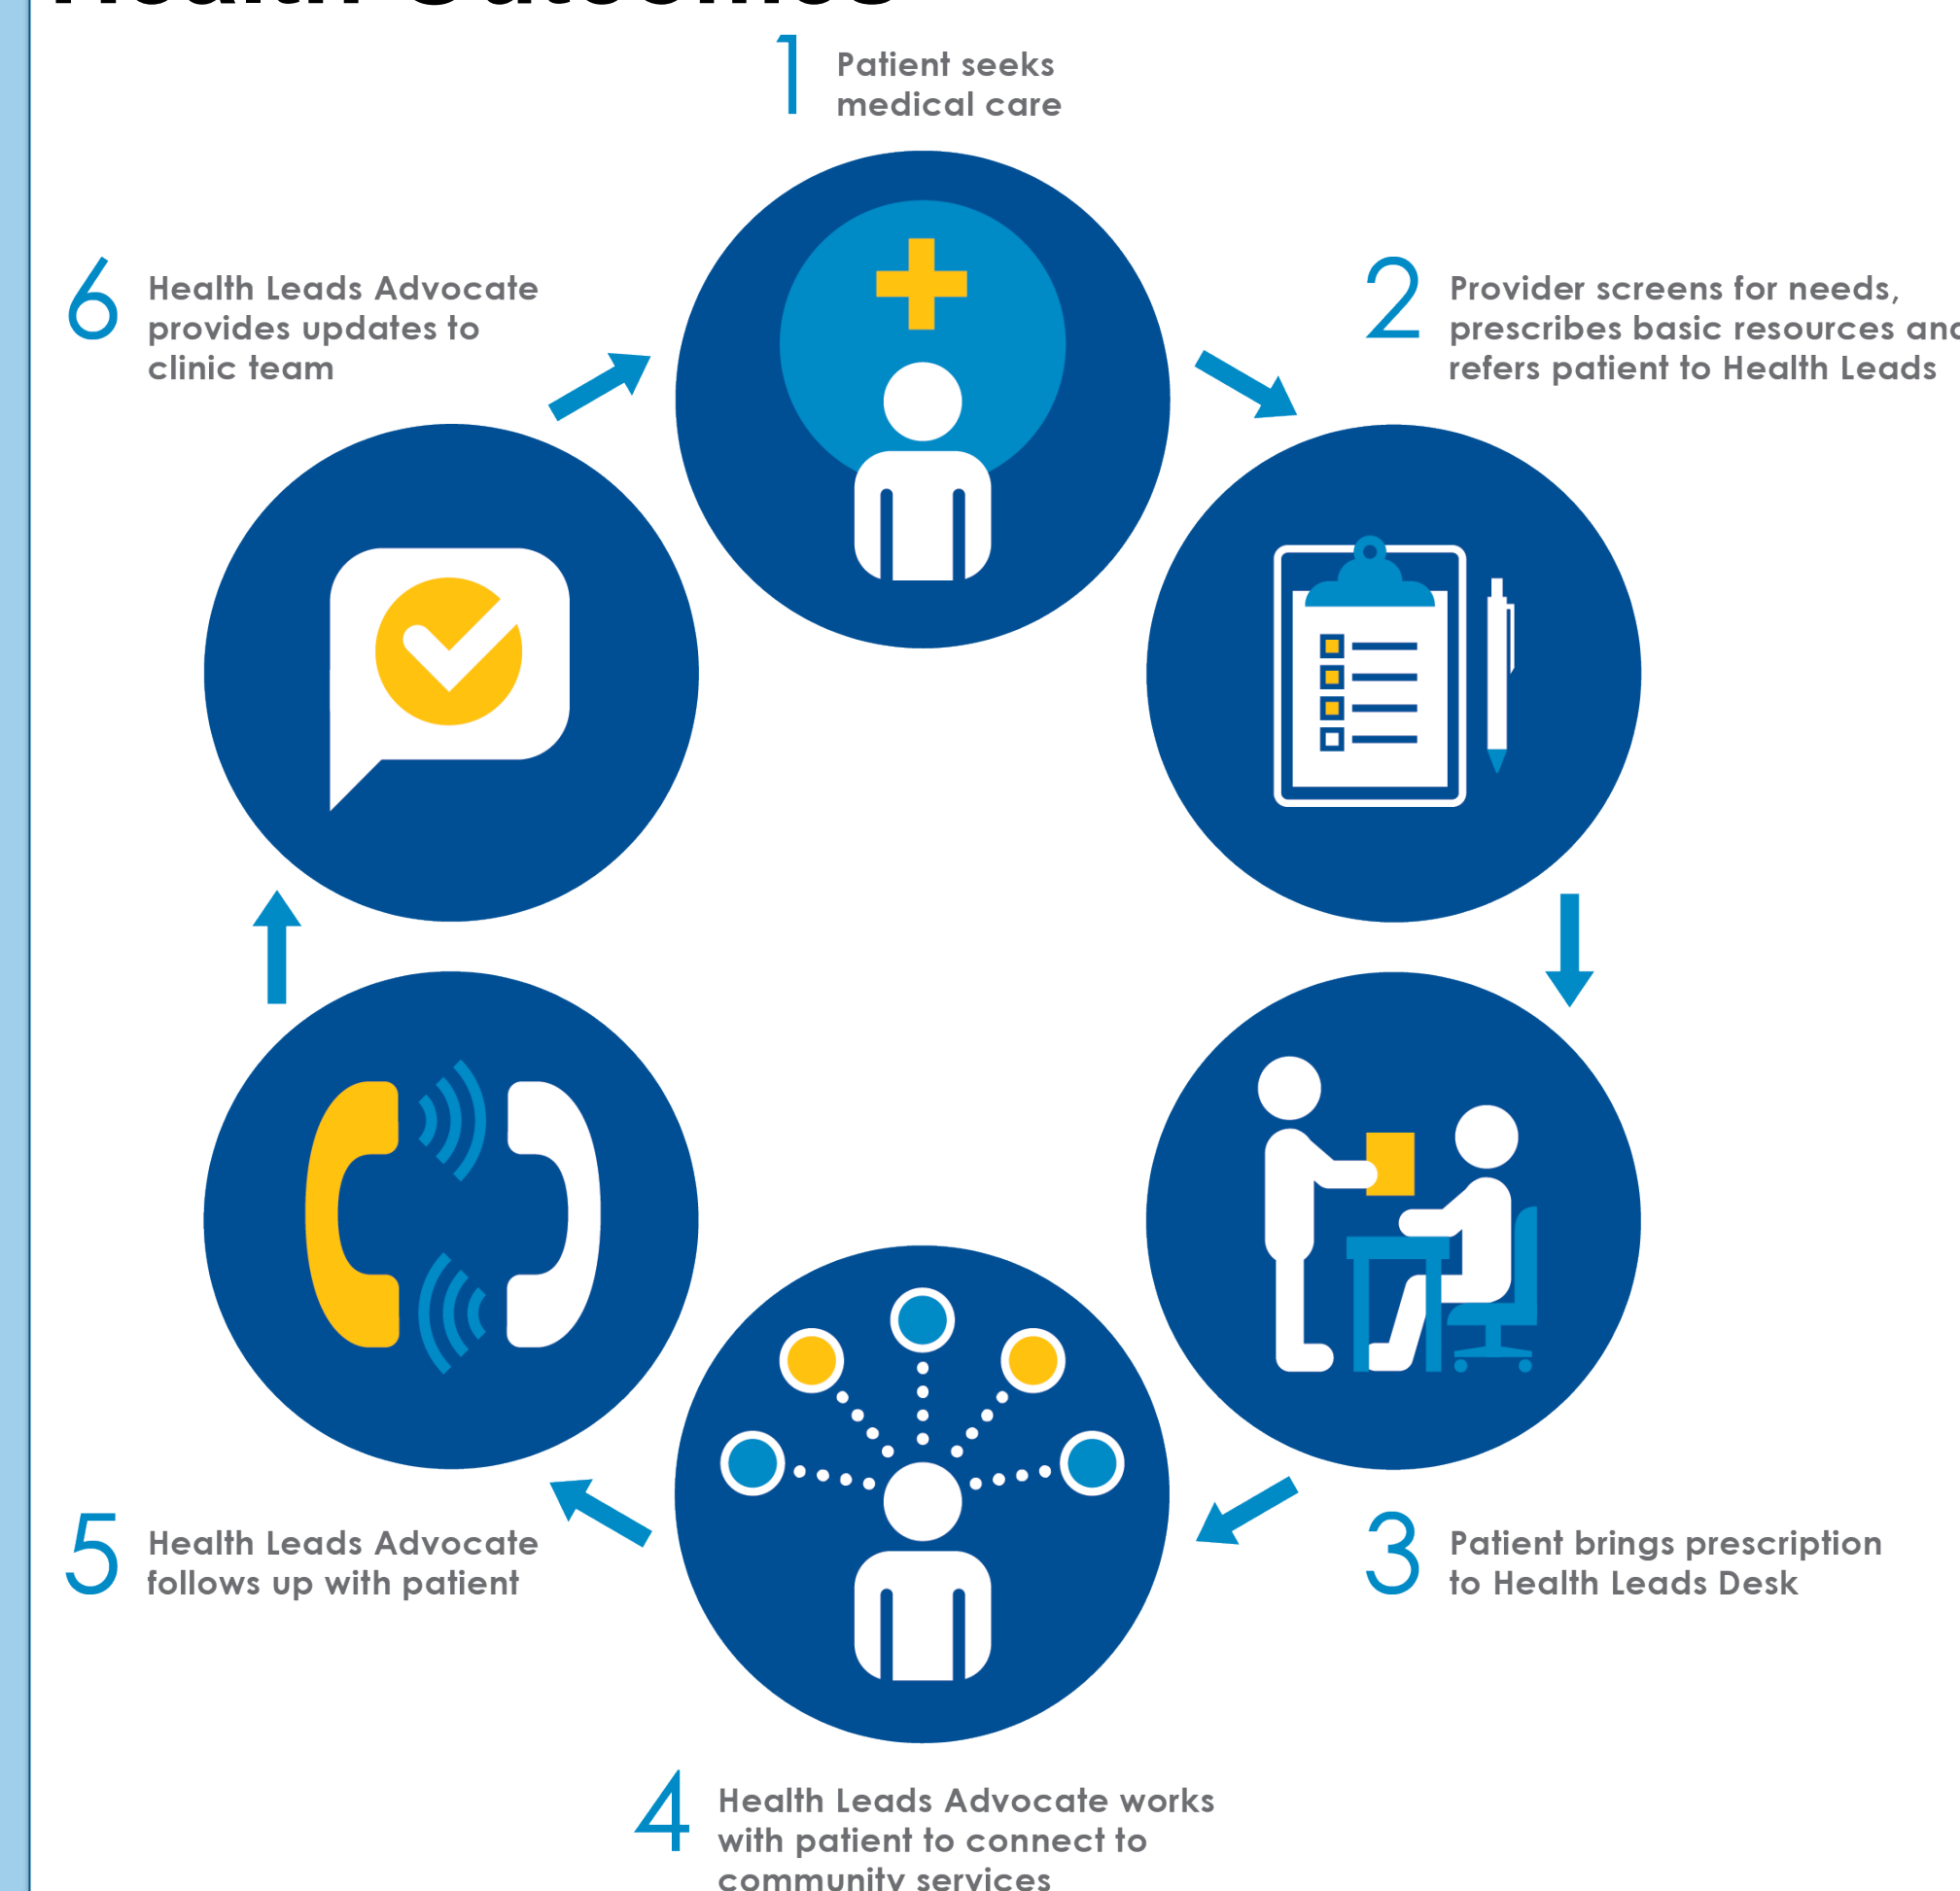 1
Patient seeks
medical care
2
Provider screens for needs,
prescribes basic resources and
refers patient to Health Leads
3
Patient brings prescription
to Health Leads Desk
4
Health Leads Advocate works
with patient to connect to
community services
5
Health Leads Advocate
follows up with patient
6
Health Leads Advocate
provides updates to
clinic team